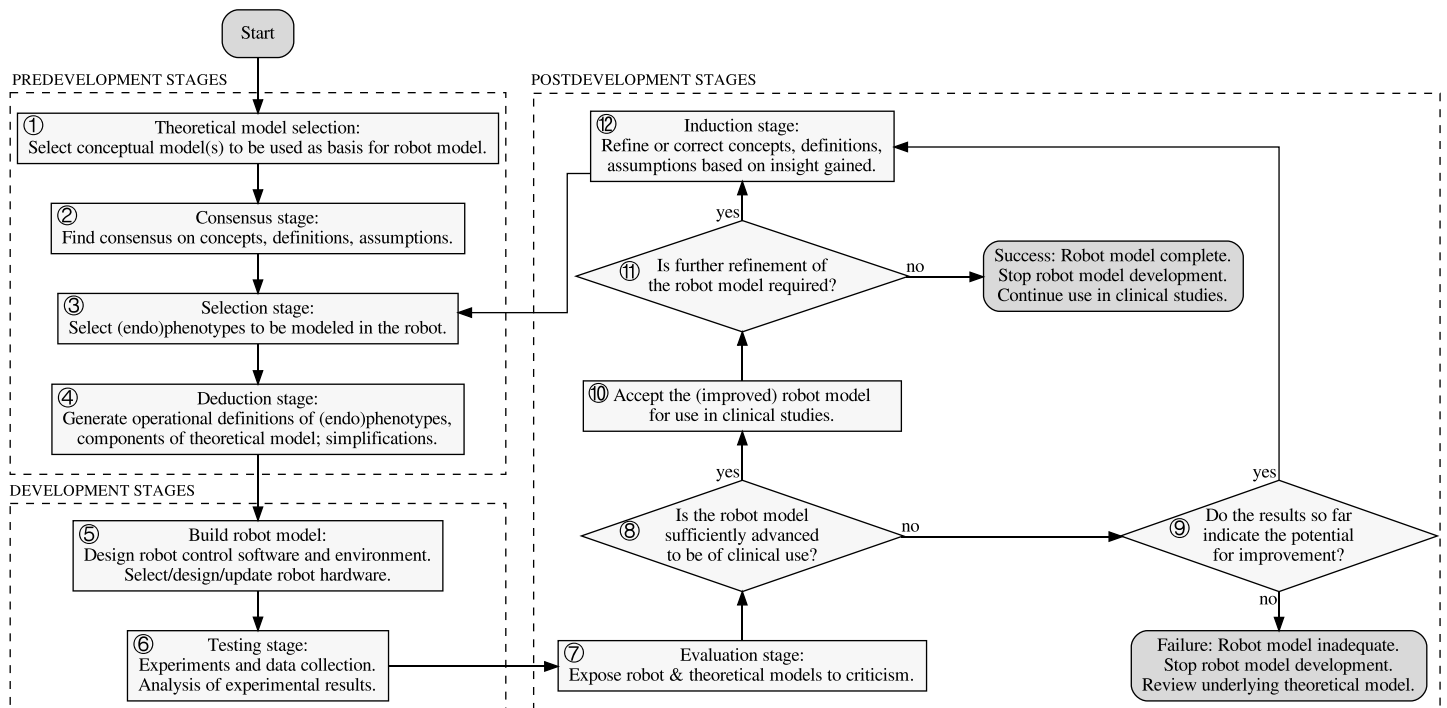 Start
PREDEVELOPMENT STAGES
① Theoretical model selection:
Select conceptual model(s) to be used as basis for robot model.
② Consensus stage:
Find consensus on concepts, definitions, assumptions.
③ Selection stage:
Select (endo)phenotypes to be modeled in the robot.
④ Deduction stage:
Generate operational definitions of (endo)phenotypes,
components of theoretical model; simplifications.
DEVELOPMENT STAGES
⑤ Build robot model:
Design robot control software and environment.
Select/design/update robot hardware.
⑥ Testing stage:
Experiments and data collection.
Analysis of experimental results.
POSTDEVELOPMENT STAGES
⑫ Induction stage:
Refine or correct concepts, definitions,
assumptions based on insight gained.
yes
⑪ Is further refinement of
the robot model required?
no
Success: Robot model complete.
Stop robot model development.
Continue use in clinical studies.
⑩ Accept the (improved) robot model
for use in clinical studies.
yes
⑧ Is the robot model
sufficiently advanced
to be of clinical use?
no
yes
⑨ Do the results so far
indicate the potential
for improvement?
no
⑦ Evaluation stage:
Expose robot & theoretical models to criticism.
Failure: Robot model inadequate.
Stop robot model development.
Review underlying theoretical model.